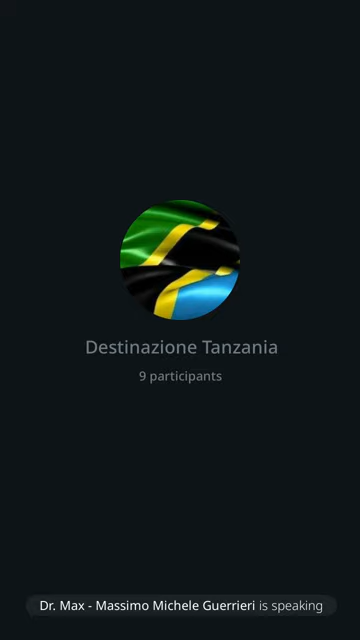 Destinazione Tanzania
9 participants
Dr. Max - Massimo Michele Guerrieri is speaking